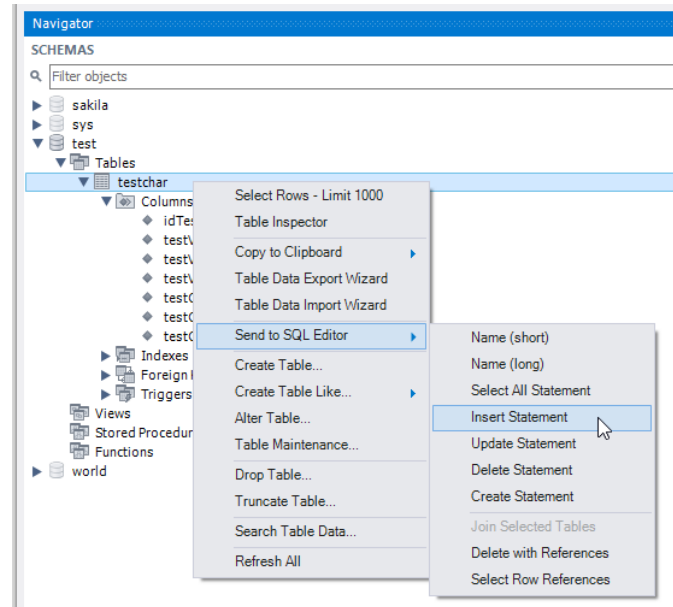 Navigator
SCHEMAS
Filter objects
sakila
sys
test
Tables
testchar
Columns
Indexes
Foreign
Triggers
Views
Stored
Functions
world
Select Rows - Limit 1000
Table Inspector
Copy to Clipboard
Table Data Export Wizard
Table Data Import Wizard
Send to SQL Editor
Create Table...
Create Table Like...
Alter Table...
Table Maintenance...
Drop Table...
Truncate Table...
Search Table Data...
Refresh All
Name (short)
Name (long)
Select All Statement
Insert Statement
Update Statement
Delete Statement
Create Statement
Join Selected Tables
Delete with References
Select Row References